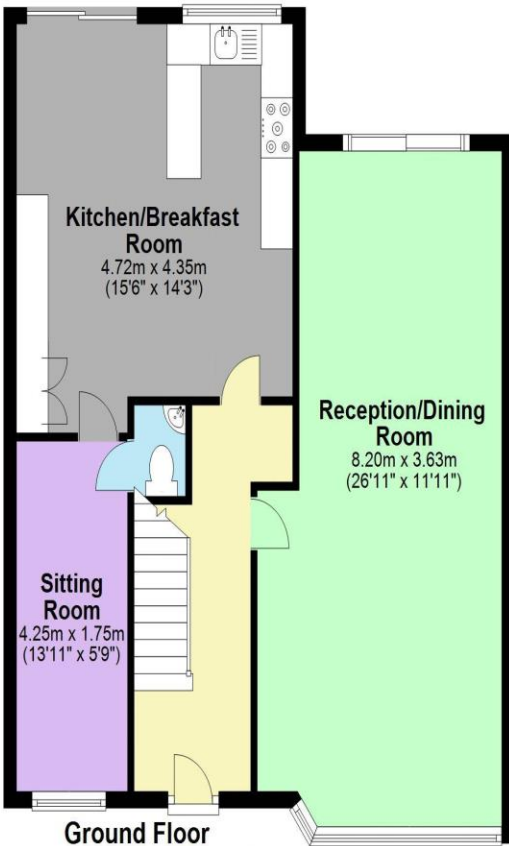 Kitchen/Breakfast
Room
4.72m x 4.35m
(15'6" x 14'3")
Reception/Dining
Room
8.20m x 3.63m
(26'11" x 11'11")
Sitting
Room
4.25m x 1.75m
(13'11" x 5'9")
Ground Floor